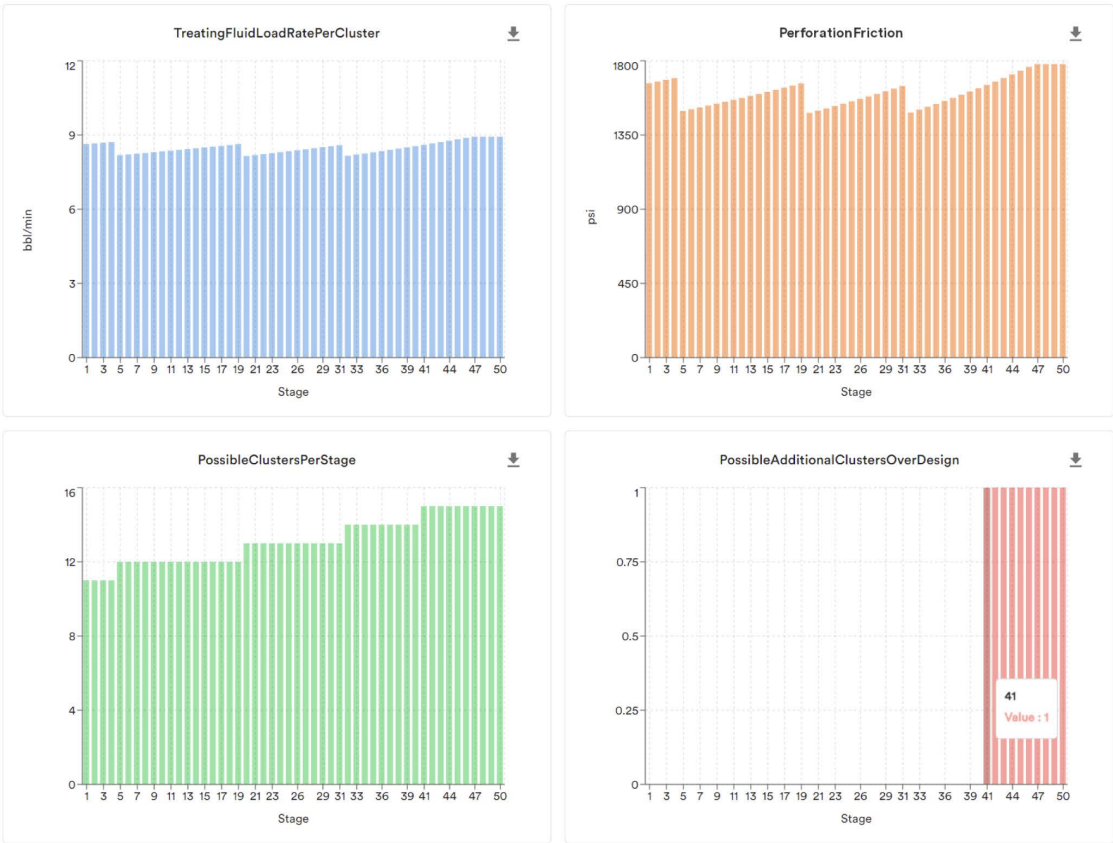 TreatingFluidLoadRatePerCluster
12
9
6
3
0
bbl/min
1 3 5 7 9 11 13 15 17 19 21 23 26 29 31 33 36 39 41 44 47 50
Stage
PerforationFriction
1800
1350
900
450
0
psi
1 3 5 7 9 11 13 15 17 19 21 23 26 29 31 33 36 39 41 44 47 50
Stage
PossibleClustersPerStage
16
12
8
4
0
1 3 5 7 9 11 13 15 17 19 21 23 26 29 31 33 36 39 41 44 47 50
Stage
PossibleAdditionalClustersOverDesign
1
0.75
0.5
0.25
0
41
Value : 1
1 3 5 7 9 11 13 15 17 19 21 23 26 29 31 33 36 39 41 44 47 50
Stage